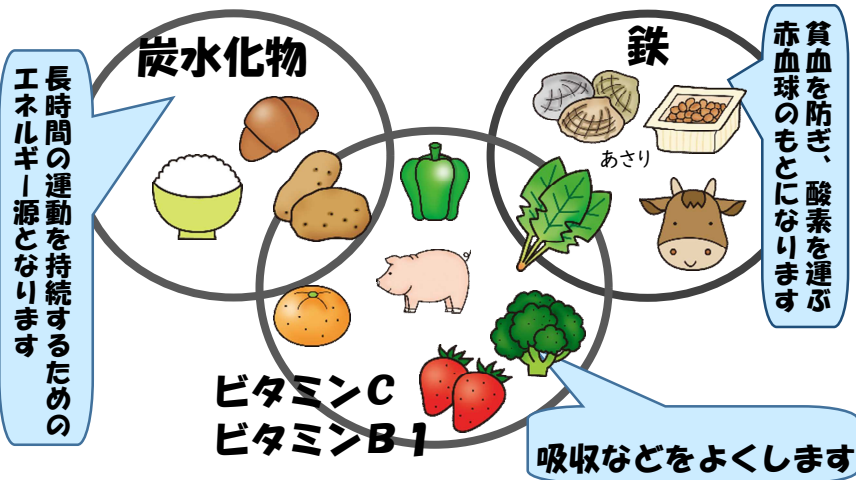 炭水化物
長時間の運動を持続するための
エネルギー源となります
鉄
貧血を防ぎ、酸素を運ぶ
赤血球のもとになります
あさり
ビタミンC
ビタミンB1
吸収などをよくします